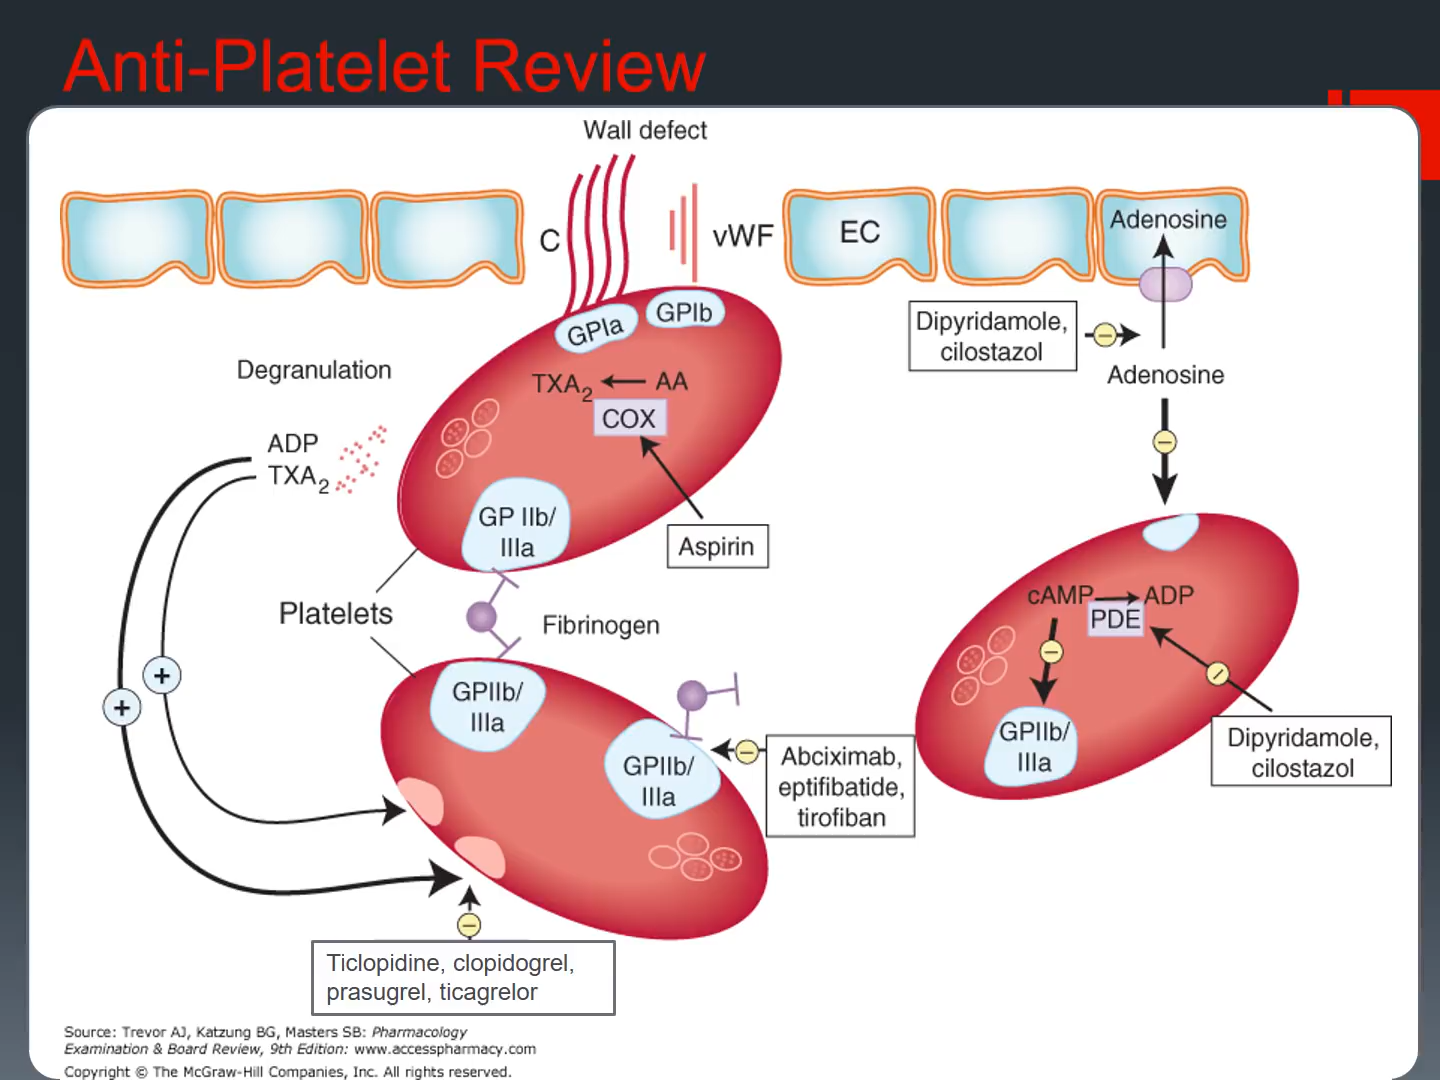 Anti-Platelet Review
Wall defect
C
vWF
EC
Adenosine
GPIa
GPIb
Dipyridamole,
cilostazol
Degranulation
TXA2
AA
COX
Adenosine
ADP
TXA2
GP IIb/
IIIa
Aspirin
Platelets
Fibrinogen
cAMP
ADP
PDE
GPIIb/
IIIa
GPIIb/
IIIa
Abciximab,
eptifibatide,
tirofiban
GPIIb/
IIIa
Dipyridamole,
cilostazol
+
+
Ticlopidine, clopidogrel,
prasugrel, ticagrelor
Source: Trevor AJ, Katzung BG, Masters SB: Pharmacology
Examination & Board Review, 9th Edition: www.accesspharmacy.com
Copyright © The McGraw-Hill Companies, Inc. All rights reserved.